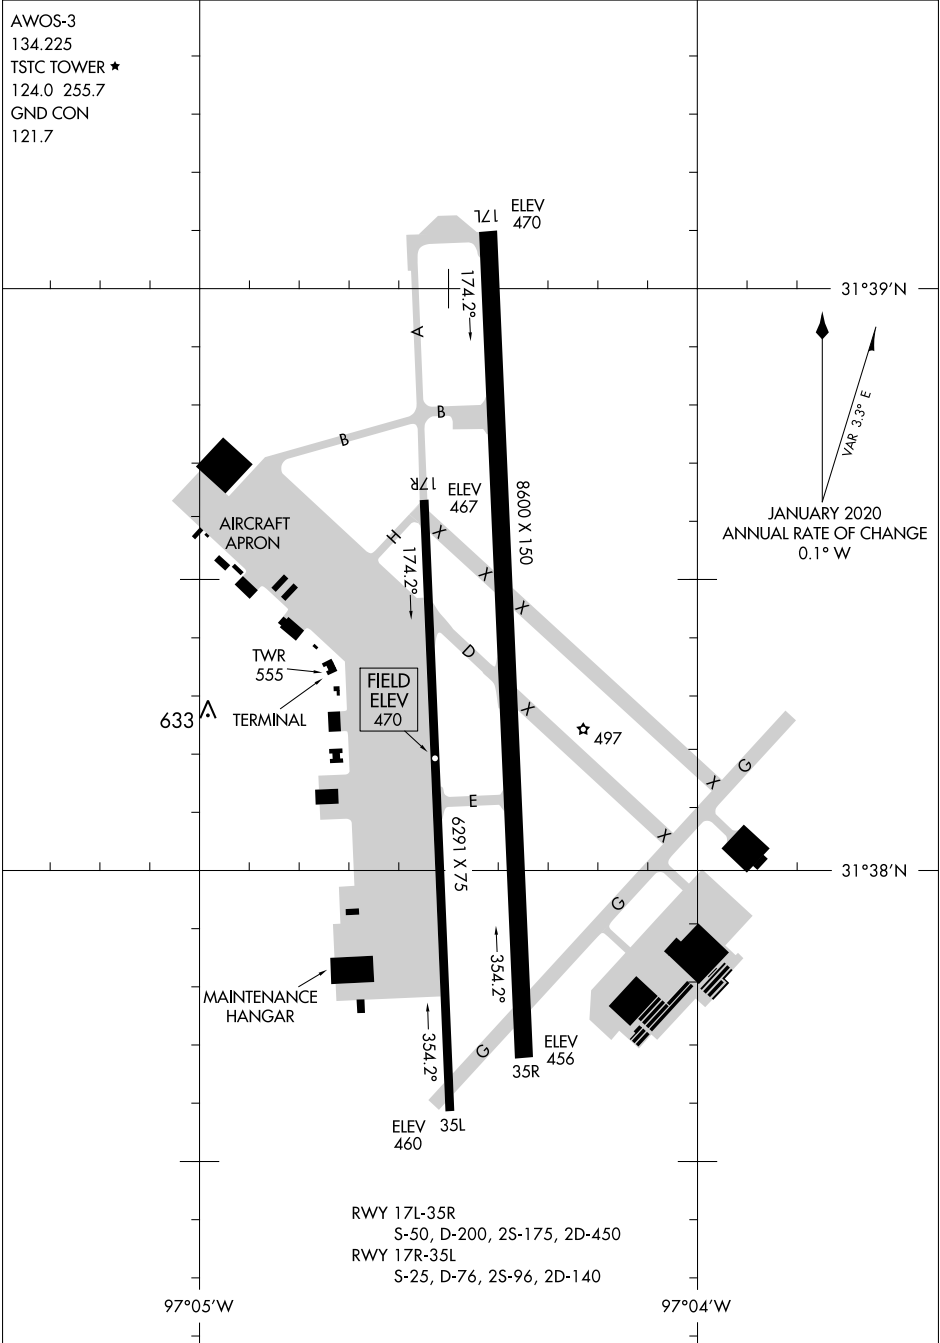 AWOS-3
134.225
TSTC TOWER ★
124.0 255.7
GND CON
121.7
17L
ELEV
470
174.2°
31°39'N
A
VAR 3.3° E
B
B
17R
ELEV
467
8600 X 150
JANUARY 2020
ANNUAL RATE OF CHANGE
0.1° W
AIRCRAFT
APRON
H
X
174.2°
X
X
D
TWR
555
FIELD
ELEV
470
TERMINAL
633
X
497
G
X
E
6291 X 75
X
31°38'N
G
354.2°
MAINTENANCE
HANGAR
354.2°
G
ELEV
456
35R
ELEV
460
35L
RWY 17L-35R
S-50, D-200, 2S-175, 2D-450
RWY 17R-35L
S-25, D-76, 2S-96, 2D-140
97°05'W
97°04'W